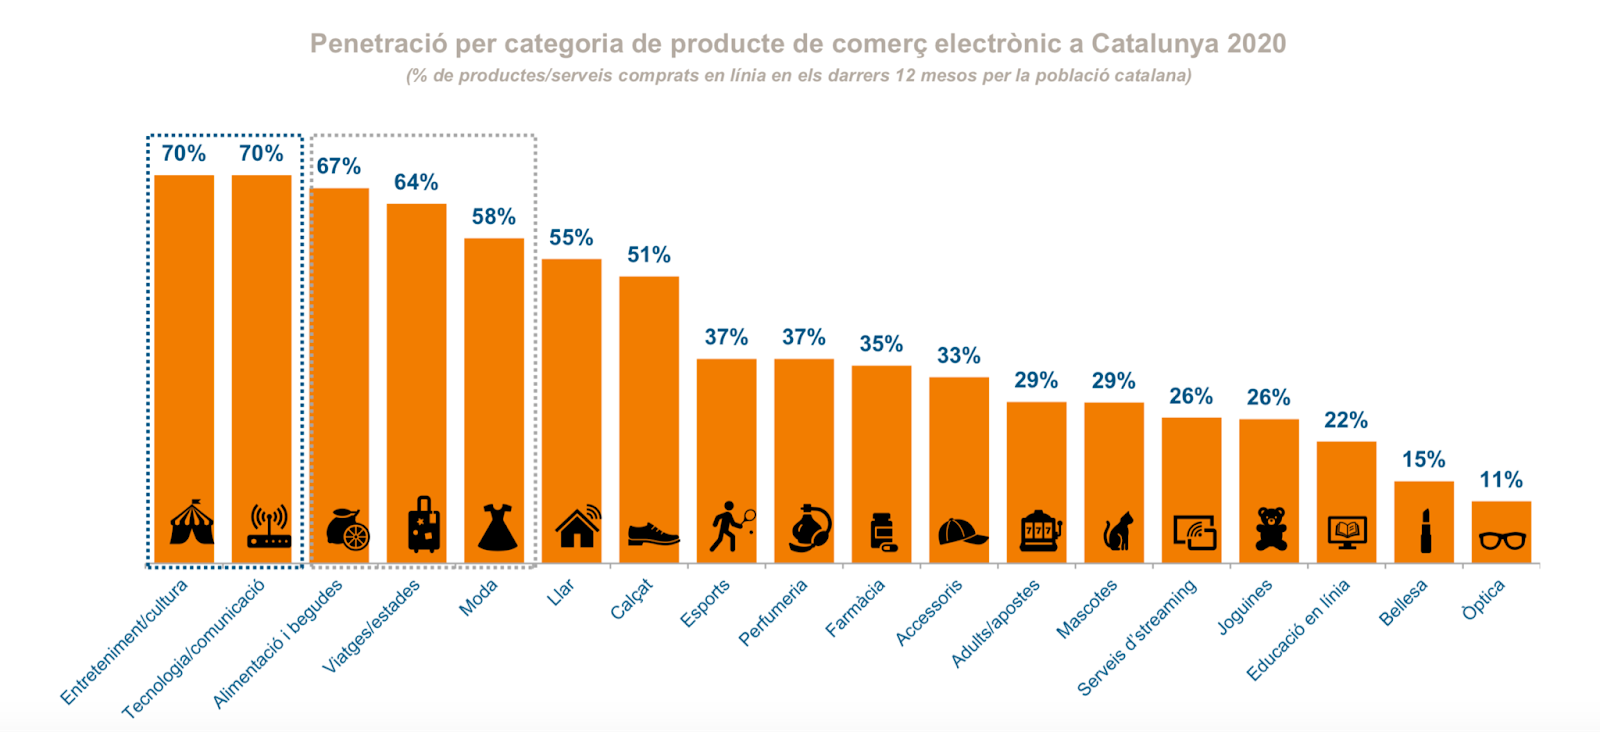 Penetració per categoria de producte de comerç electrònic a Catalunya 2020
(% de productes/serveis comprats en línia en els darrers 12 mesos per la població catalana)
70%
70%
67%
64%
58%
55%
51%
37%
37%
35%
33%
29%
29%
26%
26%
22%
15%
11%
777
Entreteniment/cultura
Tecnologia/comunicació
Alimentació i begudes
Viatges/estades
Moda
Llar
Calçat
Esports
Perfumeria
Farmàcia
Accessoris
Adults/apostes
Mascotes
Serveis d'streaming
Joguines
Educació en línia
Bellesa
Òptica